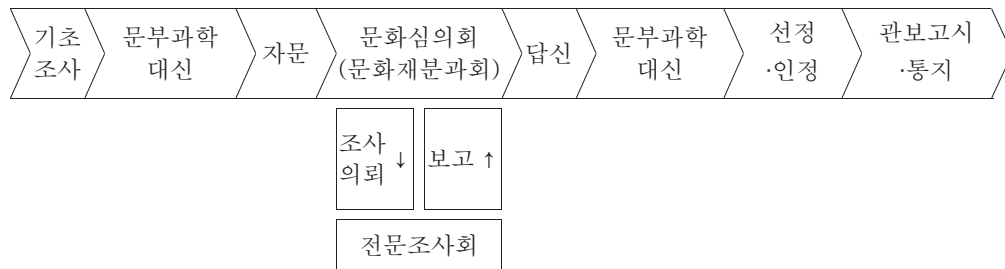 기초
조사
문부과학
대신
자문
문화심의회
(문화재분과회)
답신
문부과학
대신
선정
·인정
관보고시
·통지
조사
의뢰 ↓
보고 ↑
전문조사회